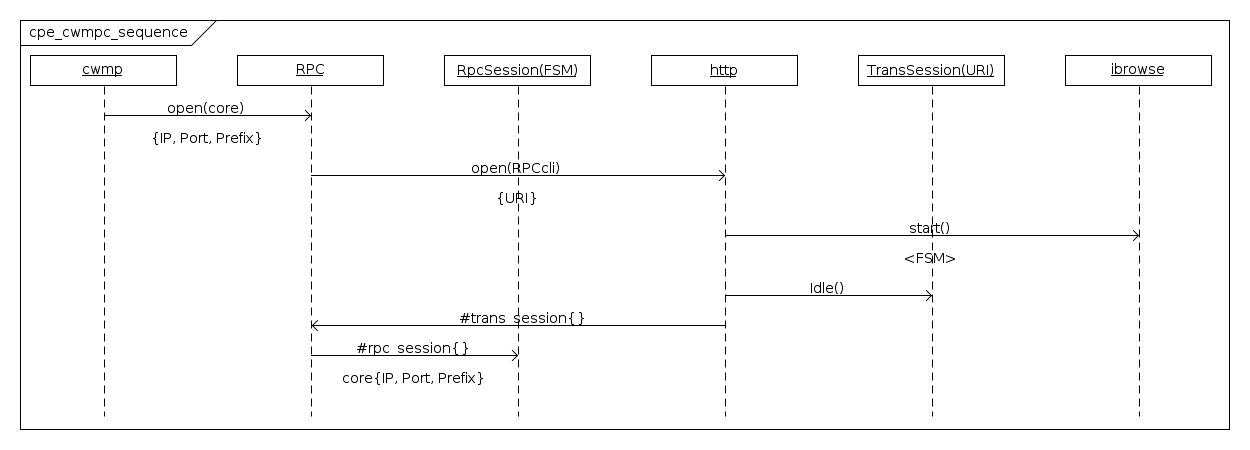 cpe_cwmpc_sequence
cwmp
RPC
RpcSession(FSM)
http
TransSession(URI)
ibrowse
open(core)
{IP, Port, Prefix}
open(RPCcli)
{URI}
start()
<FSM>
Idle()
#trans_session{}
#rpc_session{}
core{IP, Port, Prefix}